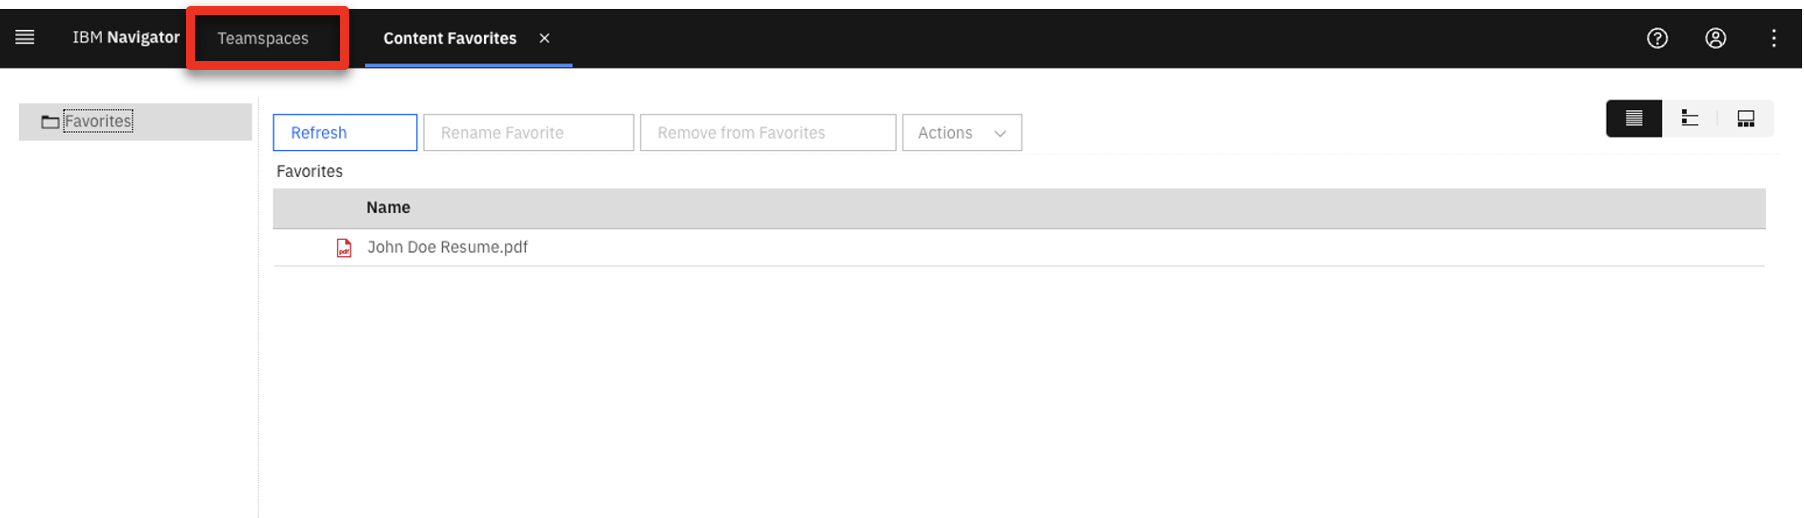 IBM Navigator Teamspaces Content Favorites
Favorites
Refresh Rename Favorite Remove from Favorites Actions
Favorites
Name
pdf John Doe Resume.pdf